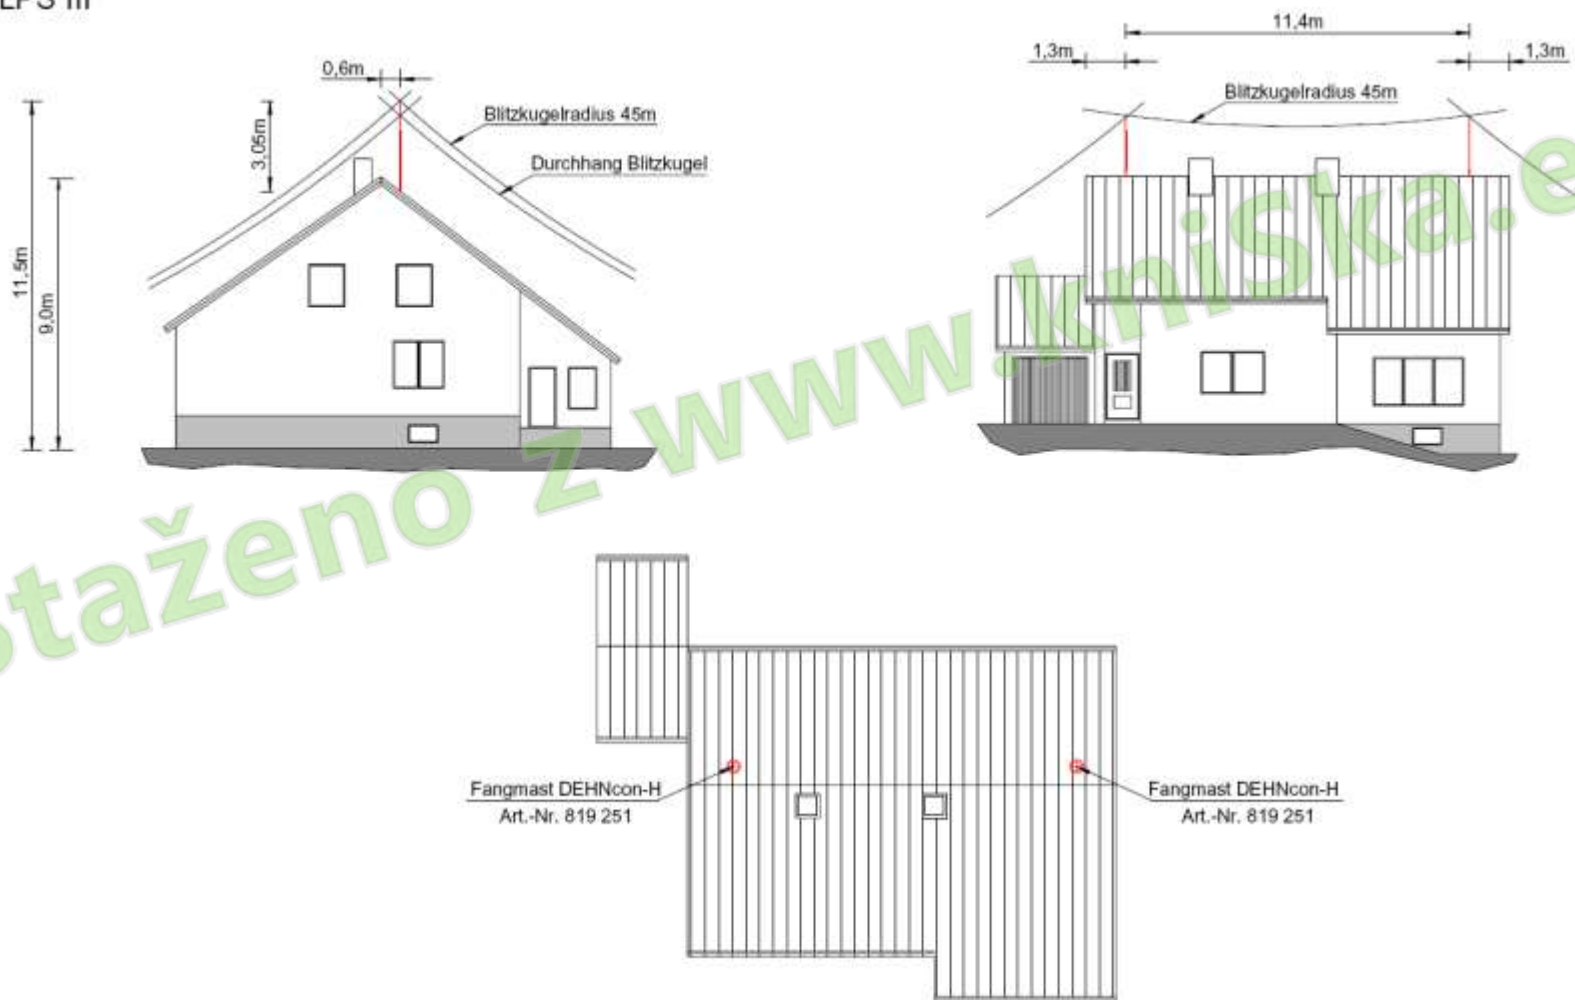 LPS III
0,6m
Blitzkugelradius 45m
Durchhang Blitzkugel
3,05m
11,5m
9,0m
11,4m
1,3m
1,3m
Blitzkugelradius 45m
otaženo z www.kniSka.e
Fangmast DEHNcon-H
Art.-Nr. 819 251
Fangmast DEHNcon-H
Art.-Nr. 819 251